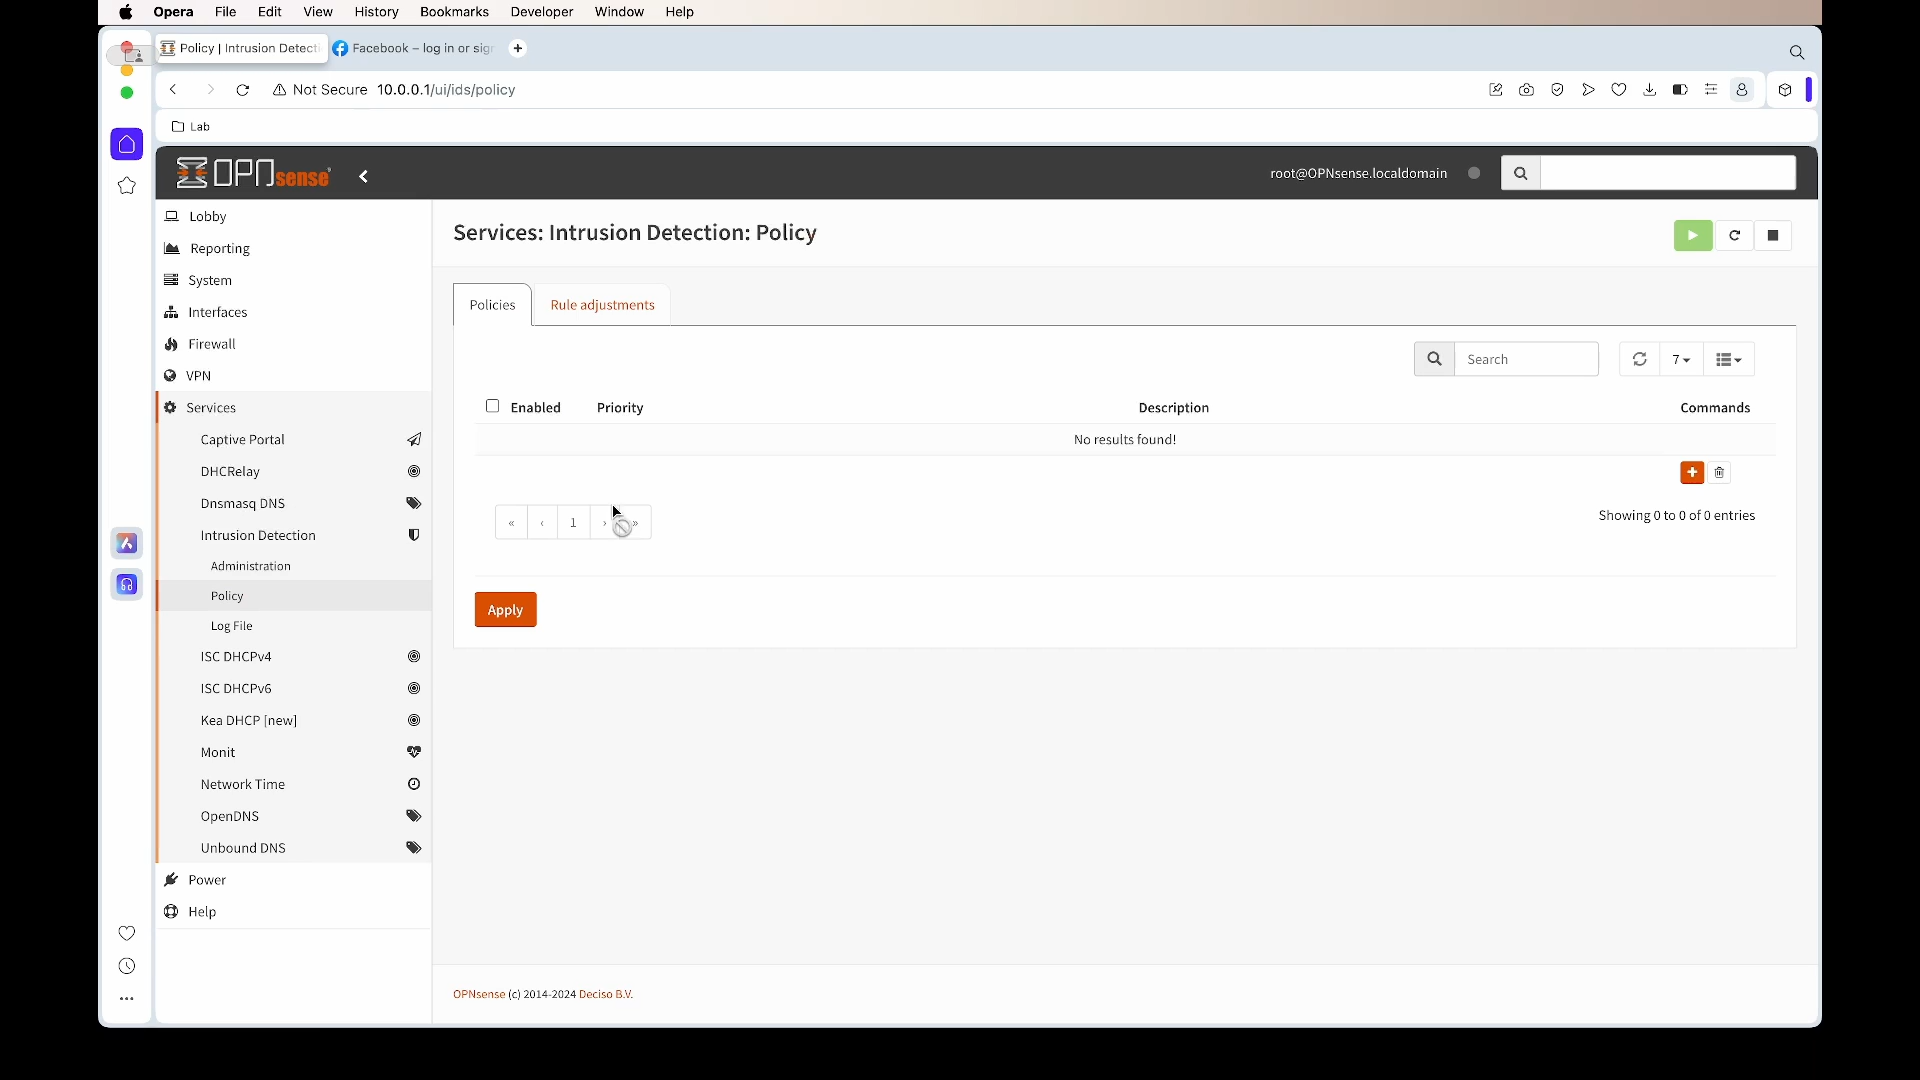 Opera File Edit View History Bookmarks Developer Window Help
Policy | Intrusion Detecti
Facebook – log in or sig
Not Secure 10.0.0.1/ui/ids/policy
Lab
OPNsense
root@OPNsense.localdomain
Lobby
Reporting
System
Interfaces
Firewall
VPN
Services
Captive Portal
DHCRelay
Dnsmasq DNS
Intrusion Detection
Administration
Policy
Log File
ISC DHCPv4
ISC DHCPv6
Kea DHCP [new]
Monit
Network Time
OpenDNS
Unbound DNS
Power
Help
Services: Intrusion Detection: Policy
Policies Rule adjustments
Search 7
Enabled Priority Description Commands
No results found!
« ‹ 1 › »
Showing 0 to 0 of 0 entries
Apply
OPNsense (c) 2014-2024 Deciso B.V.